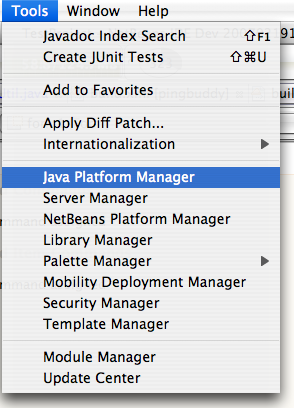 Tools Window Help
Javadoc Index Search ⇧F1
Create JUnit Tests ⇧⌘U
Add to Favorites
Apply Diff Patch...
Internationalization
Java Platform Manager
Server Manager
NetBeans Platform Manager
Library Manager
Palette Manager
Mobility Deployment Manager
Security Manager
Template Manager
Module Manager
Update Center